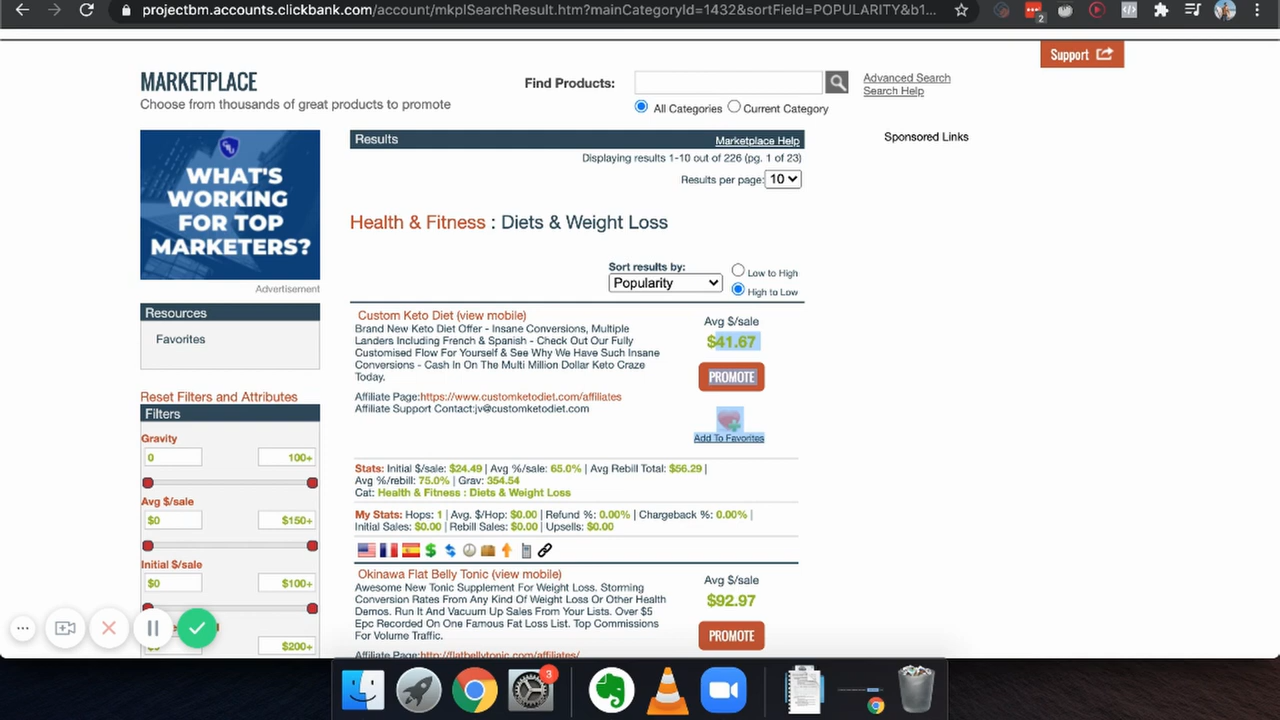 projectbm.accounts.clickbank.com/account/mkplSearchResult.htm?mainCategoryId=1432&sortField=POPULARITY&b1...
2
Support
MARKETPLACE
Choose from thousands of great products to promote
Find Products:
Advanced Search
Search Help
All Categories
Current Category
WHAT'S
WORKING
FOR TOP
MARKETERS?
Advertisement
Resources
Favorites
Reset Filters and Attributes
Filters
Gravity
0
100+
Avg $/sale
$0
$150+
Initial $/sale
$0
$100+
$200+
Results
Marketplace Help
Displaying results 1-10 out of 226 (pg. 1 of 23)
Results per page: 10
Health & Fitness : Diets & Weight Loss
Sort results by:
Popularity
Low to High
High to Low
Custom Keto Diet (view mobile)
Brand New Keto Diet Offer - Insane Conversions, Multiple
Landers Including French & Spanish - Check Out Our Fully
Customised Flow For Yourself & See Why We Have Such Insane
Conversions - Cash In On The Multi Million Dollar Keto Craze
Today.
Affiliate Page:https://www.customketodiet.com/affiliates
Affiliate Support Contact:jv@customketodiet.com
Avg $/sale
$41.67
PROMOTE
Add To Favorites
Stats: Initial $/sale: $24.49 | Avg %/sale: 65.0% | Avg Rebill Total: $56.29 |
Avg %/rebill: 75.0% | Grav: 354.54
Cat: Health & Fitness : Diets & Weight Loss
My Stats: Hops: 1 | Avg. $/Hop: $0.00 | Refund %: 0.00% | Chargeback %: 0.00% |
Initial Sales: $0.00 | Rebill Sales: $0.00 | Upsells: $0.00
Okinawa Flat Belly Tonic (view mobile)
Awesome New Tonic Supplement For Weight Loss. Storming
Conversion Rates From Any Kind Of Weight Loss Or Other Health
Demos. Run It And Vacuum Up Sales From Your Lists. Over $5
Epc Recorded On One Famous Fat Loss List. Top Commissions
For Volume Traffic.
Affiliate Page:http://flatbellytonic.com/affiliates/
Avg $/sale
$92.97
PROMOTE
Sponsored Links
3